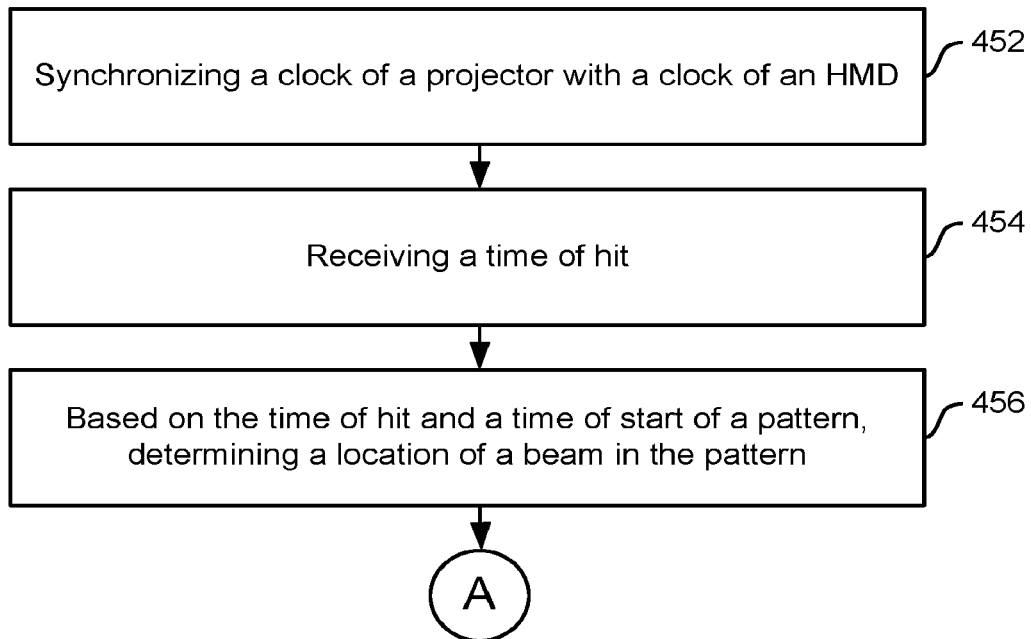 Synchronizing a clock of a projector with a clock of an HMD
452
Receiving a time of hit
454
Based on the time of hit and a time of start of a pattern,
determining a location of a beam in the pattern
456
A